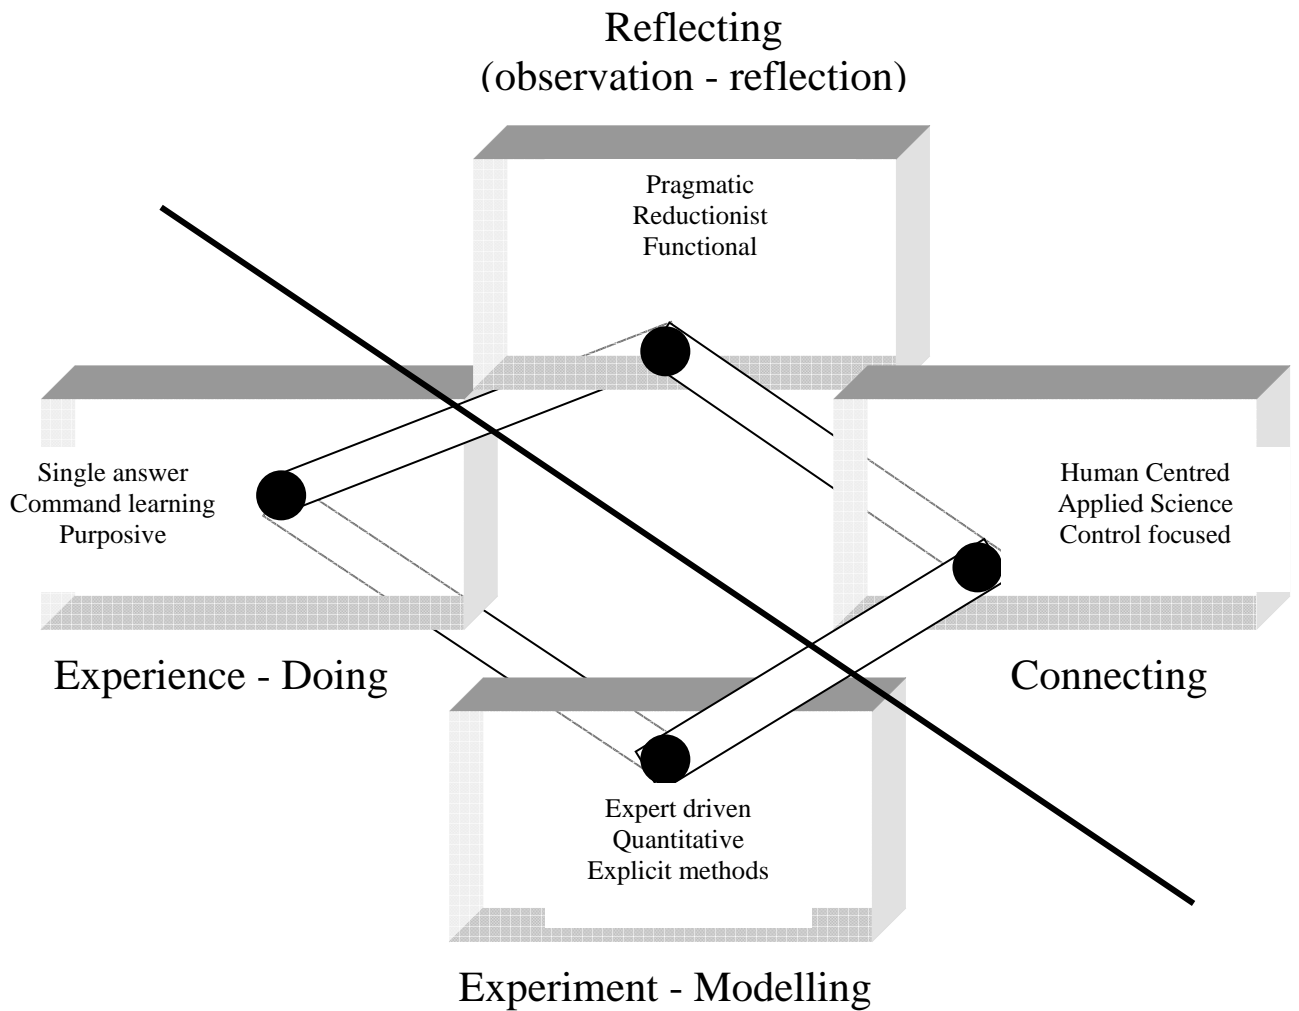 Reflecting
(observation - reflection)
Pragmatic
Reductionist
Functional
Single answer
Command learning
Purposive
Human Centred
Applied Science
Control focused
Experience - Doing
Connecting
Expert driven
Quantitative
Explicit methods
Experiment - Modelling